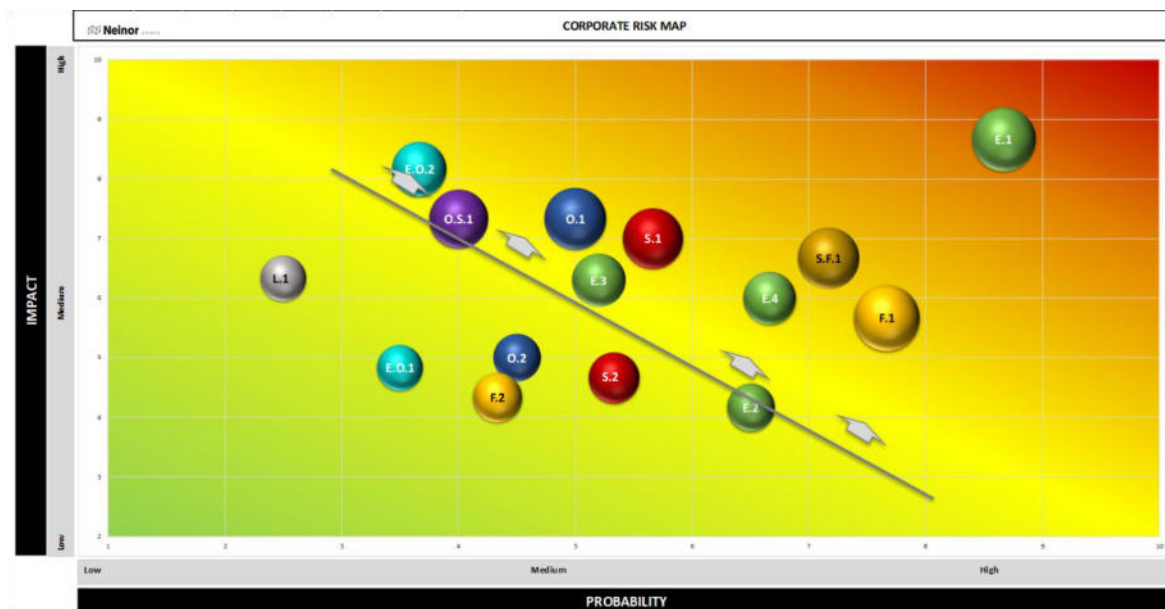 Neinor
CORPORATE RISK MAP
IMPACT
High
Medium
Low
10
9
8
7
6
5
4
3
2
E.1
E.O.2
O.S.1
O.1
S.1
S.F.1
L.1
E.3
E.4
F.1
E.O.1
O.2
S.2
F.2
E.2
1
2
3
4
5
6
7
8
9
10
Low
Medium
High
PROBABILITY